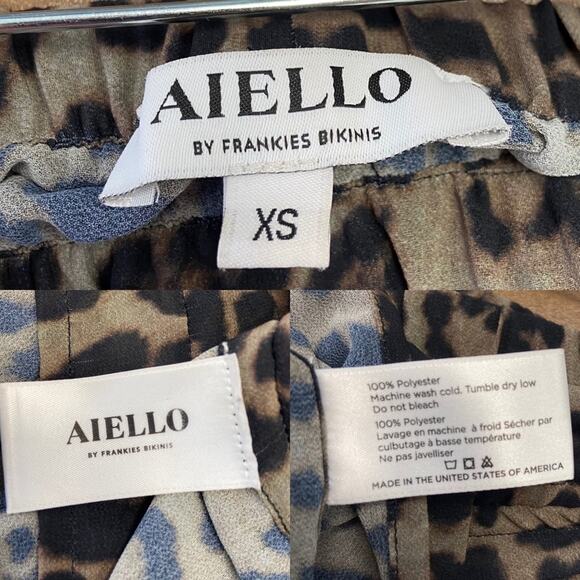 AIELLO
BY FRANKIES BIKINIS
XS
AIELLO
BY FRANKIES BIKINIS
100% Polyester
Machine wash cold. Tumble dry low
Do not bleach
100% Polyester
Lavage en machine à froid Sécher par
culbutage à basse température
Ne pas javelliser
MADE IN THE UNITED STATES OF AMERICA